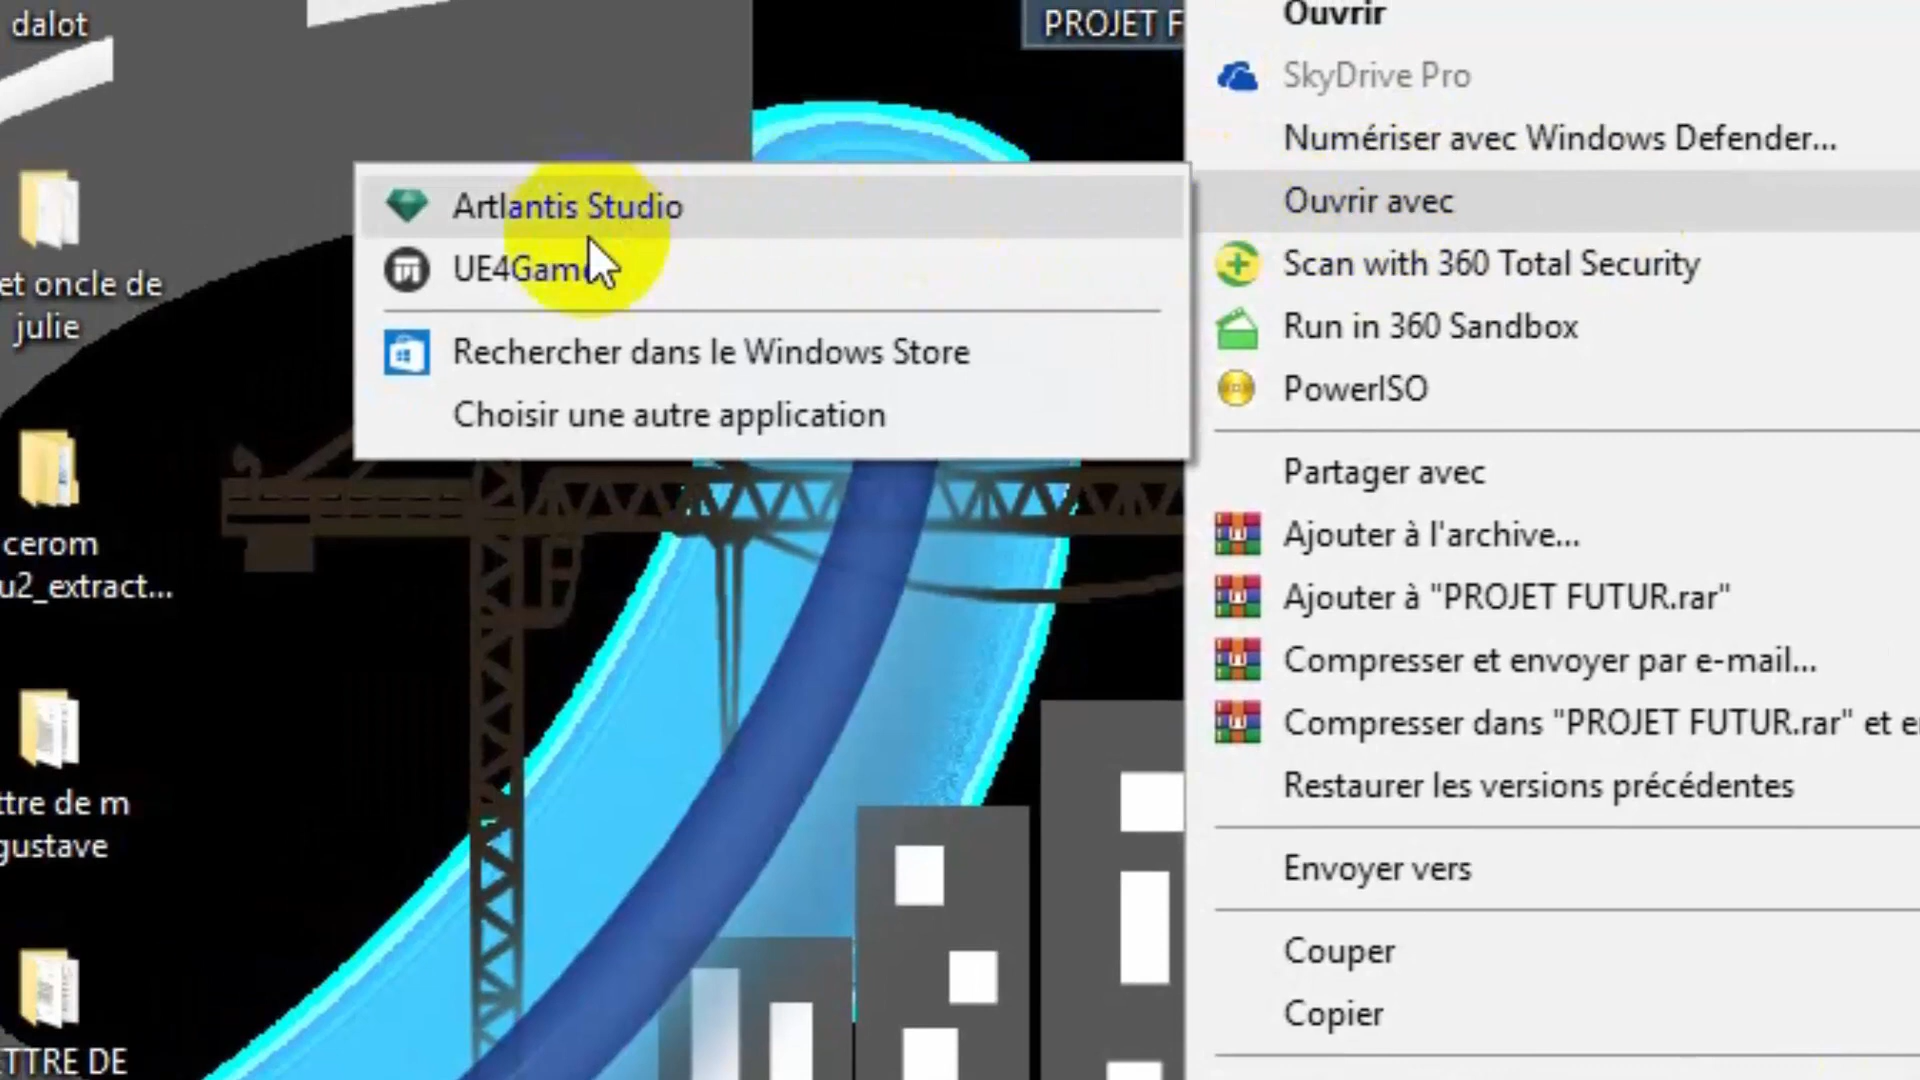 dalot
et oncle de
julie
cerom
u2_extract...
ttre de m
gustave
TTRE DE
PROJET F
Artlantis Studio
UE4Game
Rechercher dans le Windows Store
Choisir une autre application
Ouvrir
SkyDrive Pro
Numériser avec Windows Defender...
Ouvrir avec
Scan with 360 Total Security
Run in 360 Sandbox
PowerISO
Partager avec
Ajouter à l'archive...
Ajouter à "PROJET FUTUR.rar"
Compresser et envoyer par e-mail...
Compresser dans "PROJET FUTUR.rar" et e
Restaurer les versions précédentes
Envoyer vers
Couper
Copier